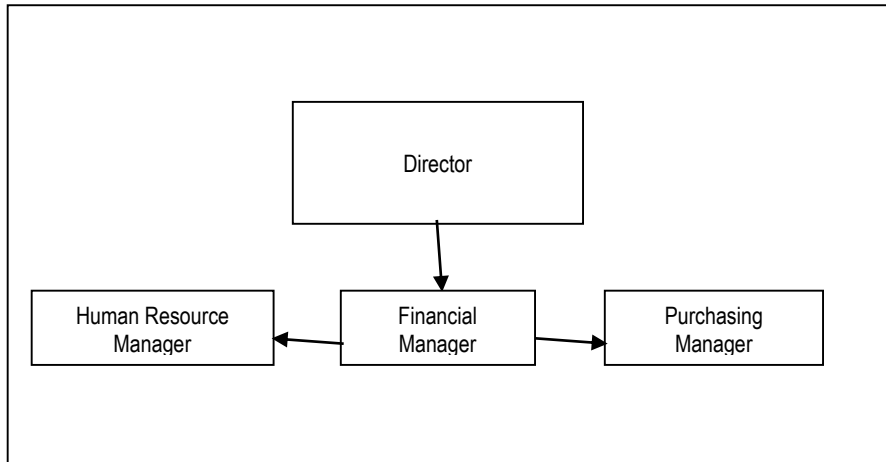 Director
Human Resource
Manager
Financial
Manager
Purchasing
Manager